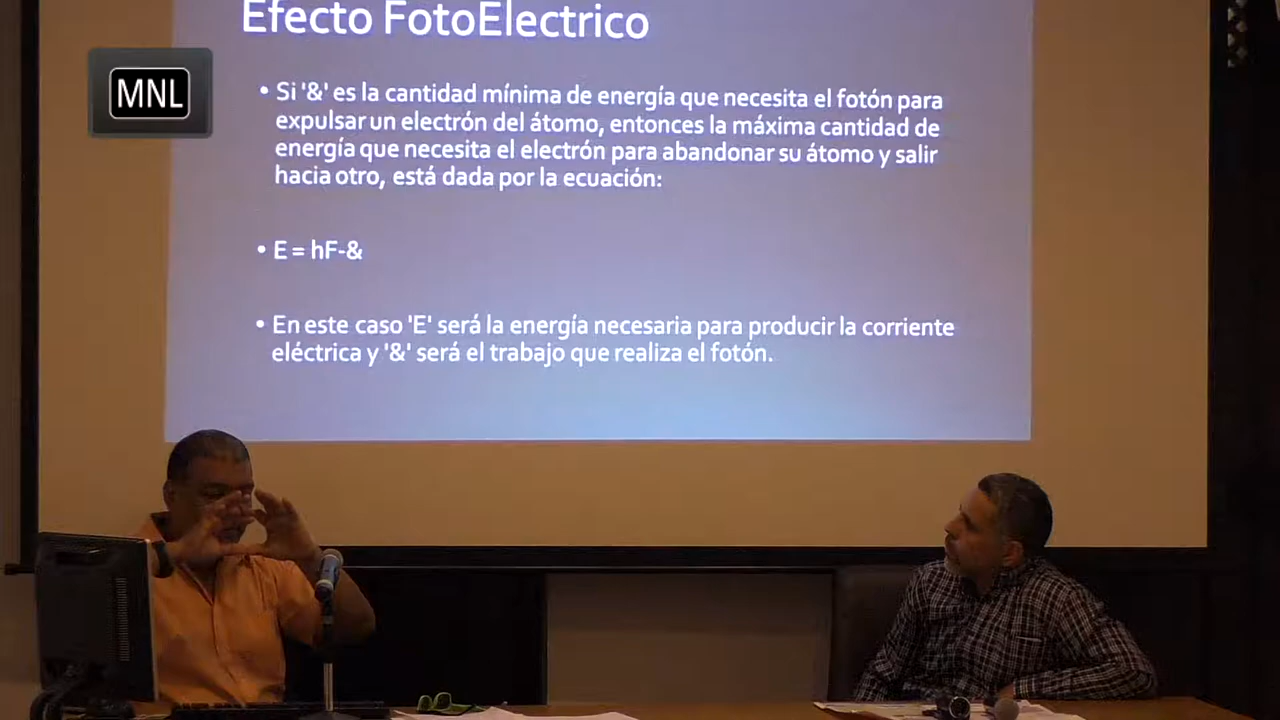 Efecto FotoElectrico
MNL
• Si '&' es la cantidad mínima de energía que necesita el fotón para
expulsar un electrón del átomo, entonces la máxima cantidad de
energía que necesita el electrón para abandonar su átomo y salir
hacia otro, está dada por la ecuación:
• E = hF-&
• En este caso 'E' será la energía necesaria para producir la corriente
eléctrica y '&' será el trabajo que realiza el fotón.